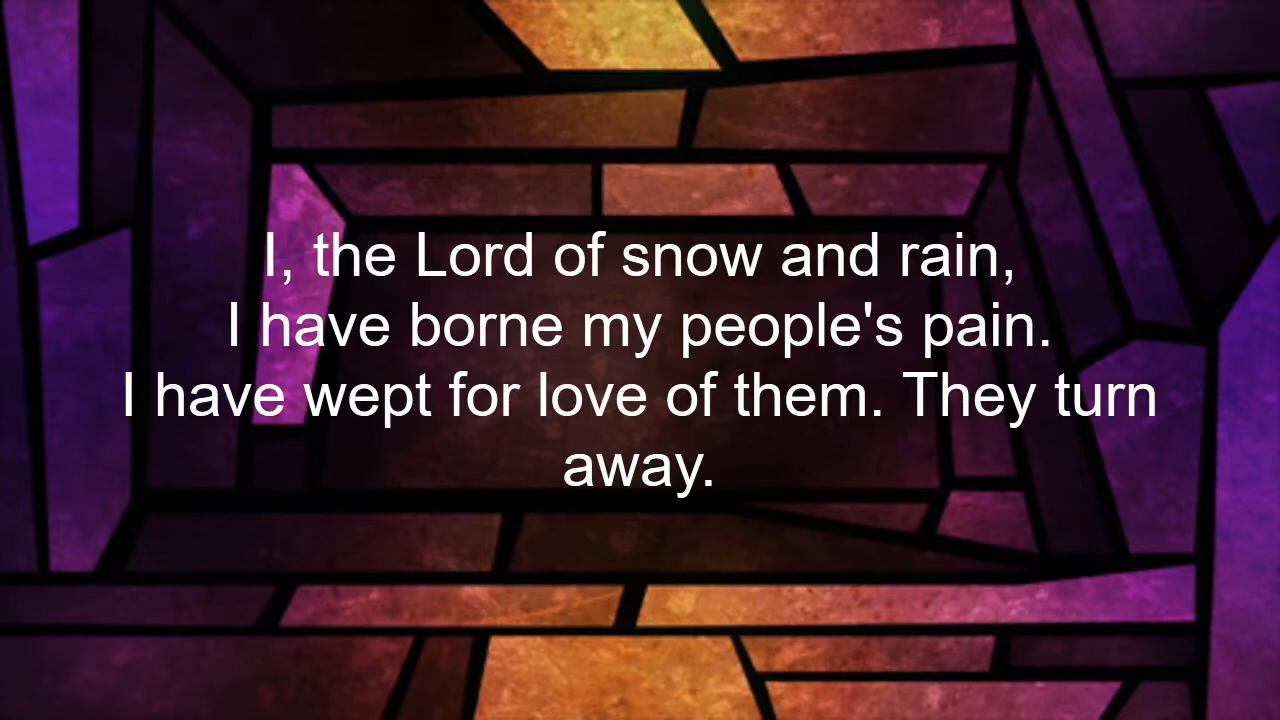 I, the Lord of snow and rain,
I have borne my people's pain.
I have wept for love of them. They turn
away.